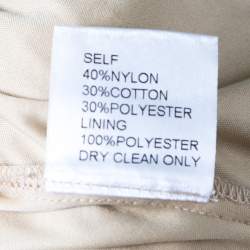 SELF
40%NYLON
30%COTTON
30%POLYESTER
LINING
100%POLYESTER
DRY CLEAN ONLY